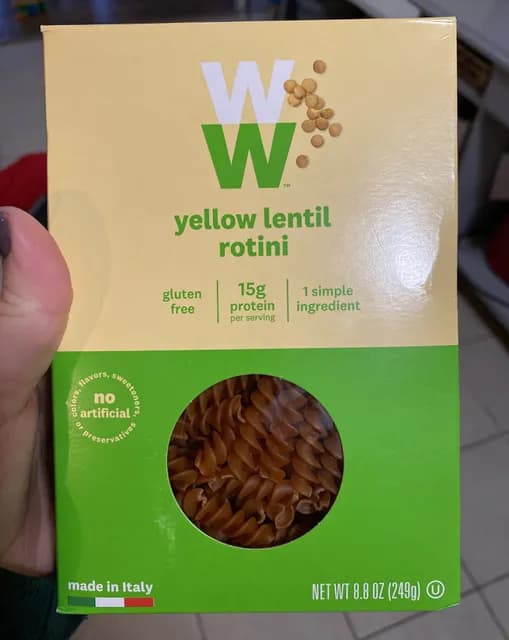 W
W™
yellow lentil
rotini
gluten
free
15g
protein
per serving
1 simple
ingredient
colors, flavors, sweeteners,
no
artificial
or preservatives
made in Italy
NET WT 8.8 OZ (249g) U